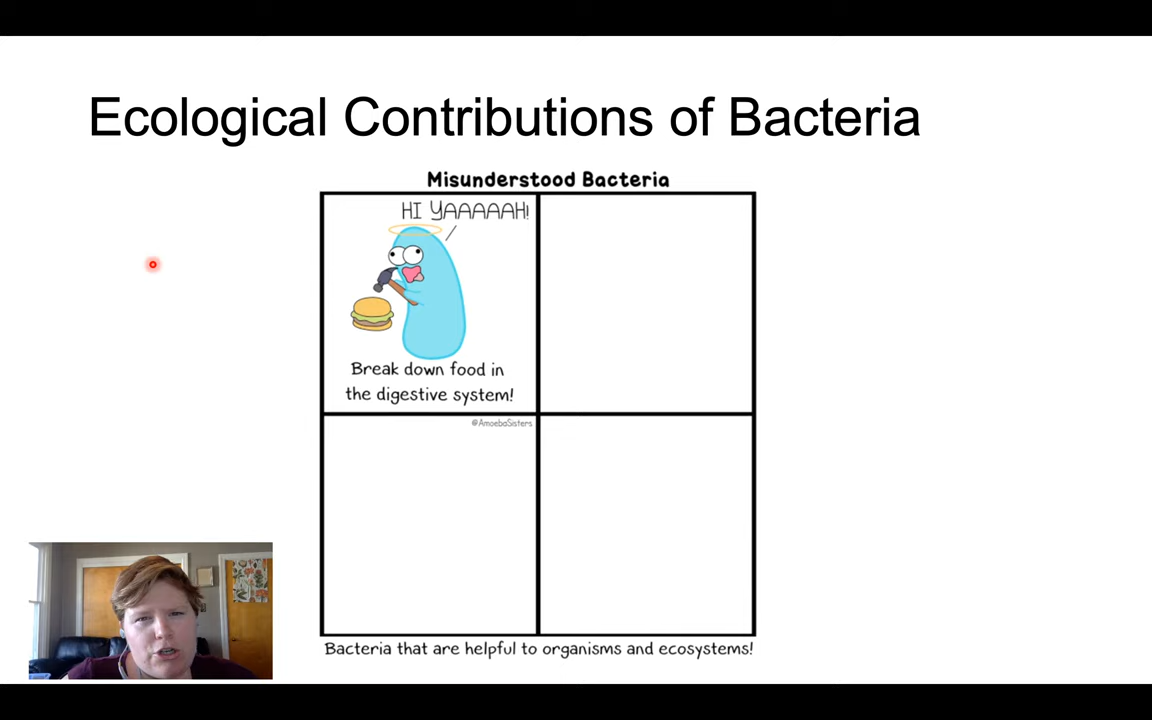 Ecological Contributions of Bacteria
Misunderstood Bacteria
HI YAAAAAH!
Break down food in
the digestive system!
@AmoebaSisters
Bacteria that are helpful to organisms and ecosystems!